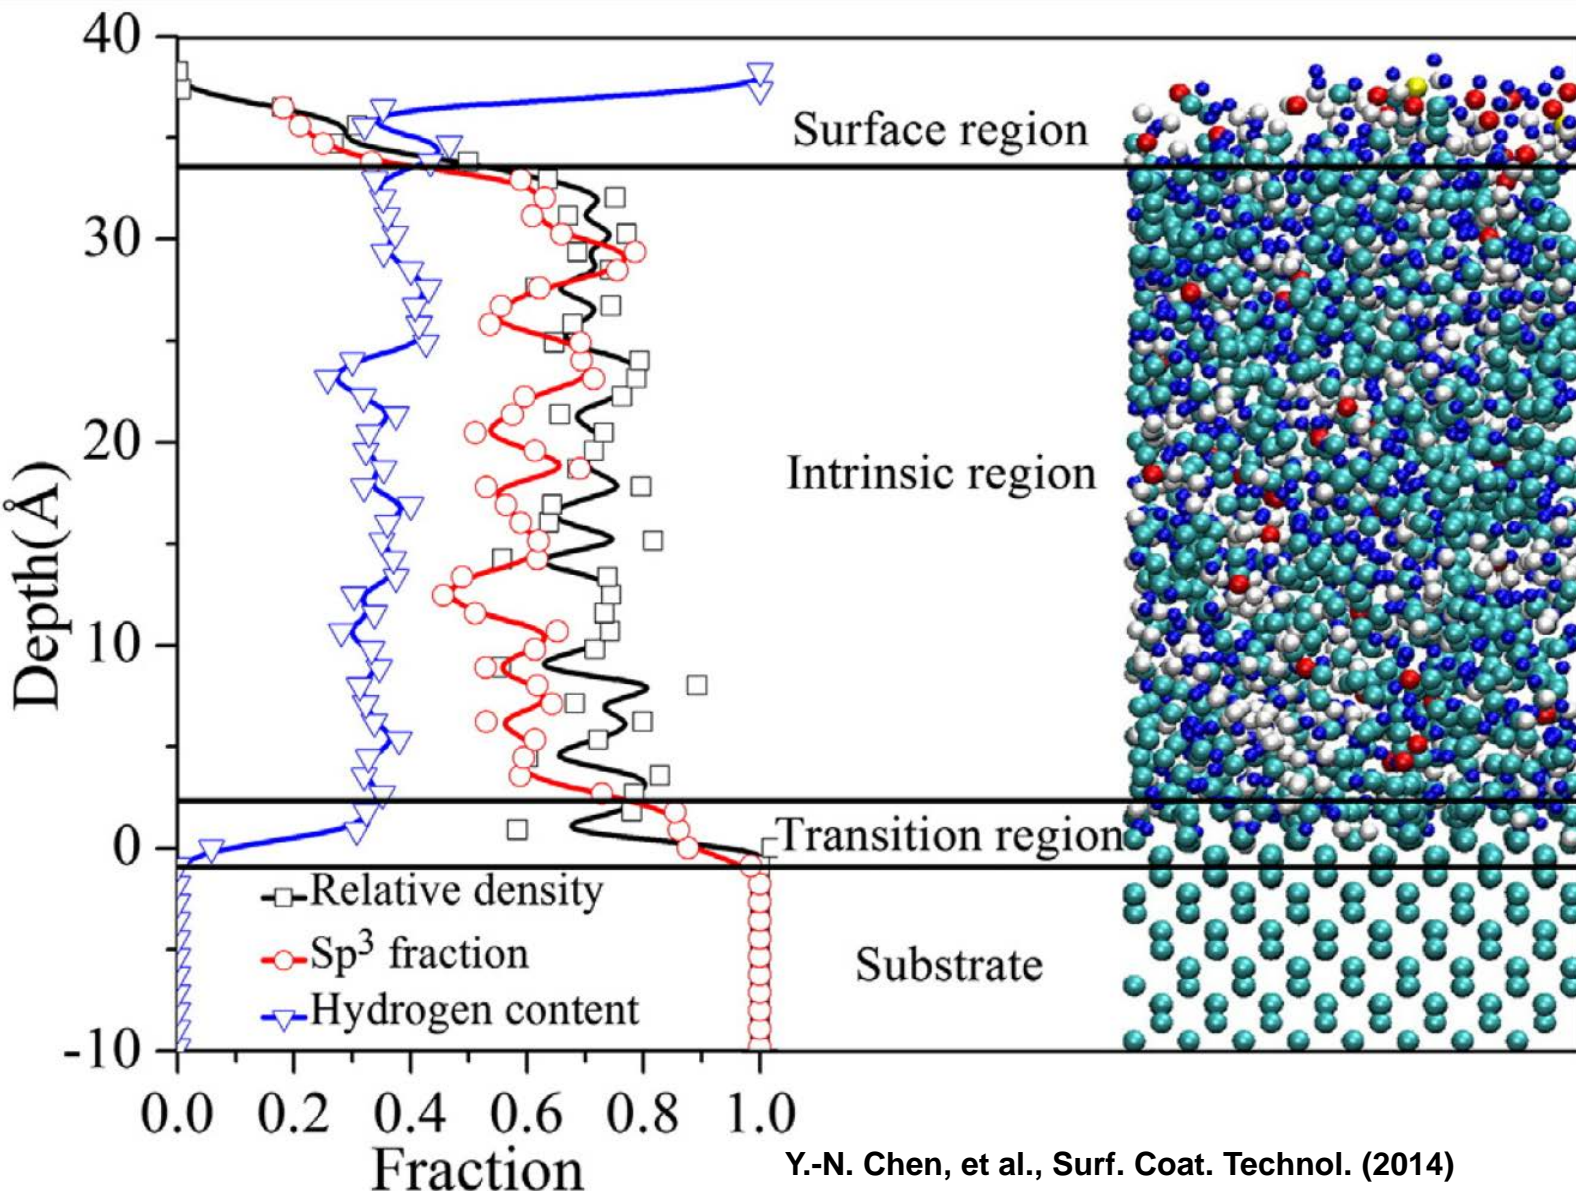 40
30
20
10
0
-10
Depth(Å)
0.0 0.2 0.4 0.6 0.8 1.0
Fraction
Relative density
Sp³ fraction
Hydrogen content
Surface region
Intrinsic region
Transition region
Substrate
Y.-N. Chen, et al., Surf. Coat. Technol. (2014)